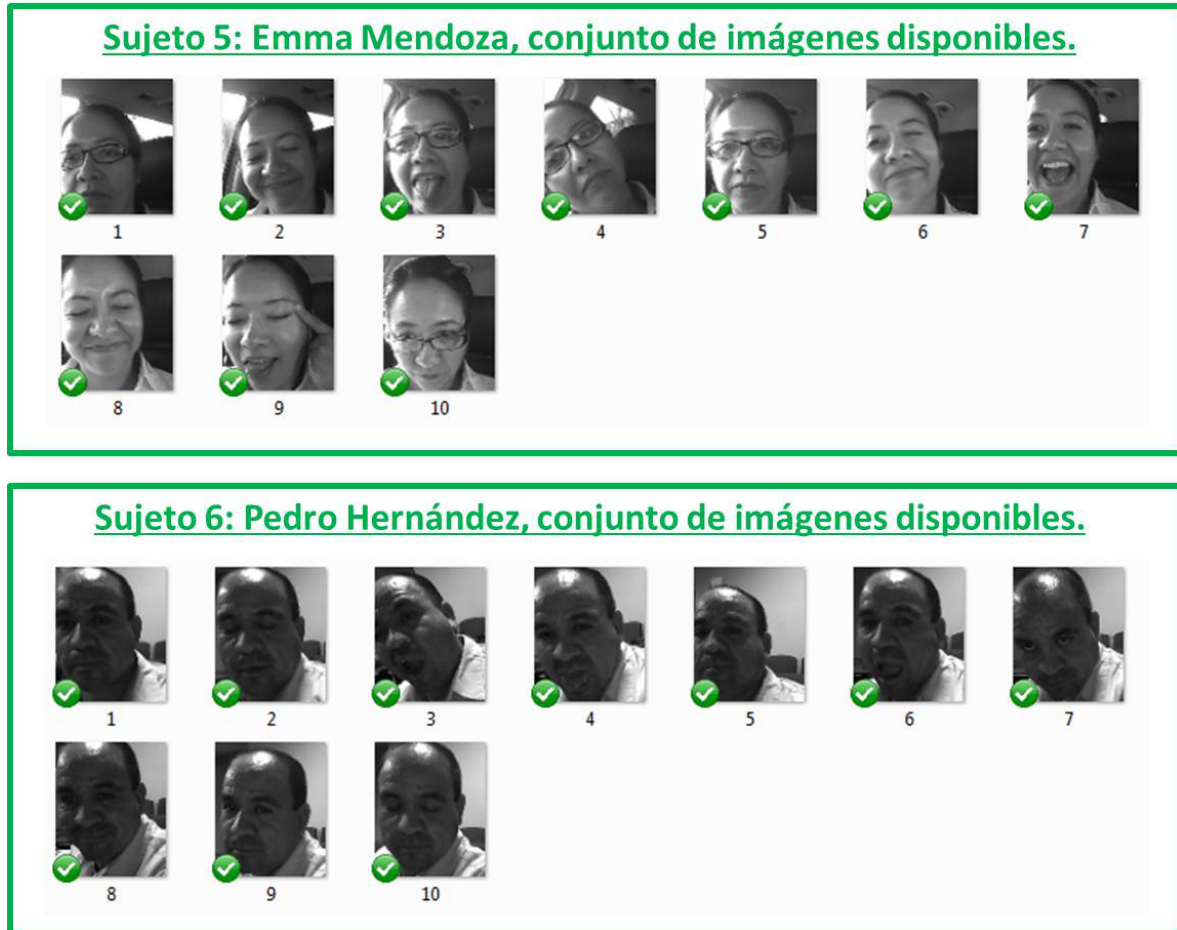 Sujeto 5: Emma Mendoza, conjunto de imágenes disponibles.
1 2 3 4 5 6 7
8 9 10
Sujeto 6: Pedro Hernández, conjunto de imágenes disponibles.
1 2 3 4 5 6 7
8 9 10